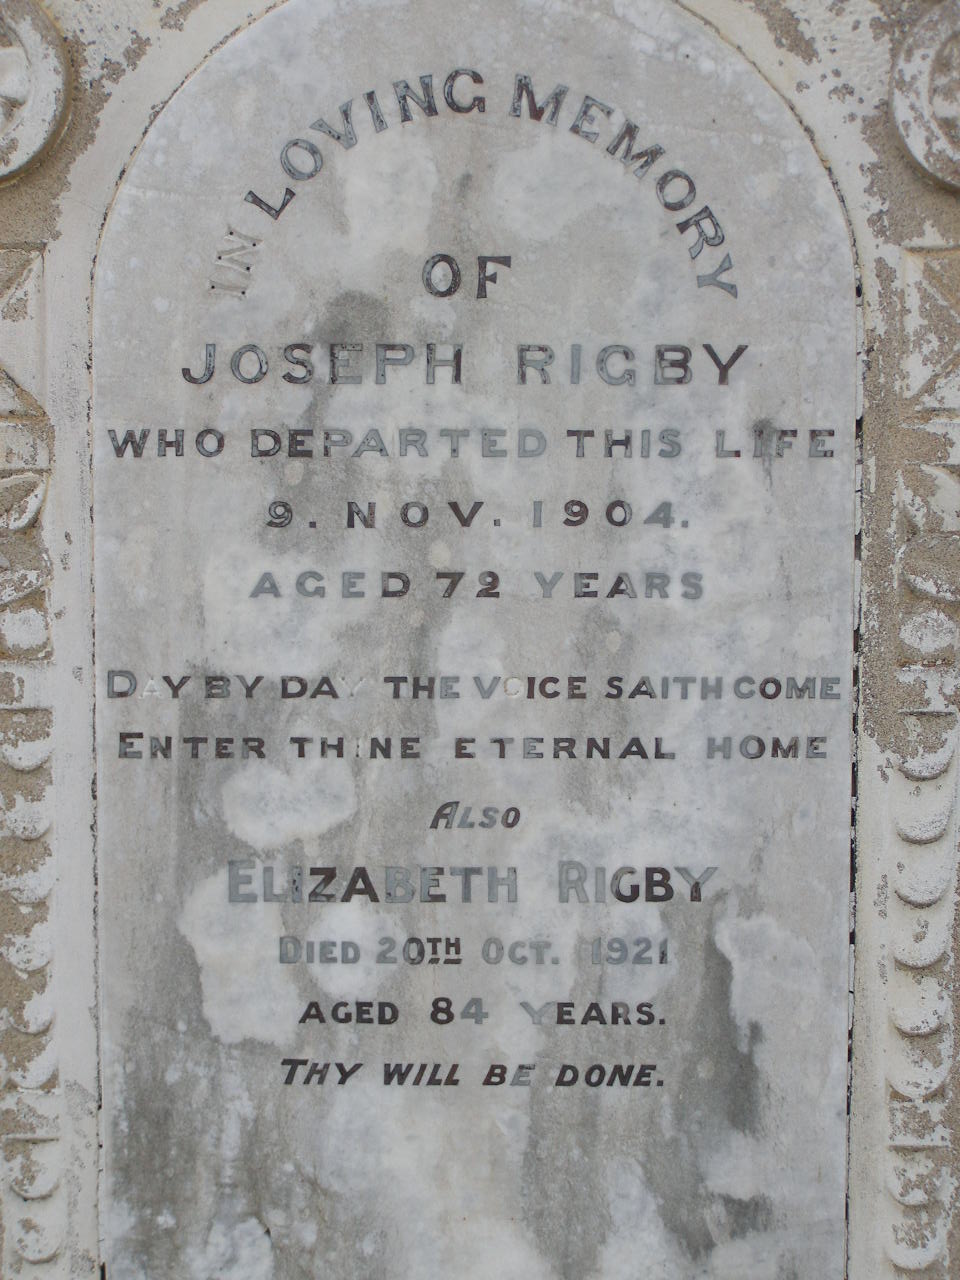 IN LOVING MEMORY
OF
JOSEPH RIGBY
WHO DEPARTED THIS LIFE
9. NOV. 1904.
AGED 72 YEARS
DAY BY DAY THE VOICE SAITH COME
ENTER THINE ETERNAL HOME
ALSO
ELIZABETH RIGBY
DIED 20TH OCT. 1921
AGED 84 YEARS.
THY WILL BE DONE.